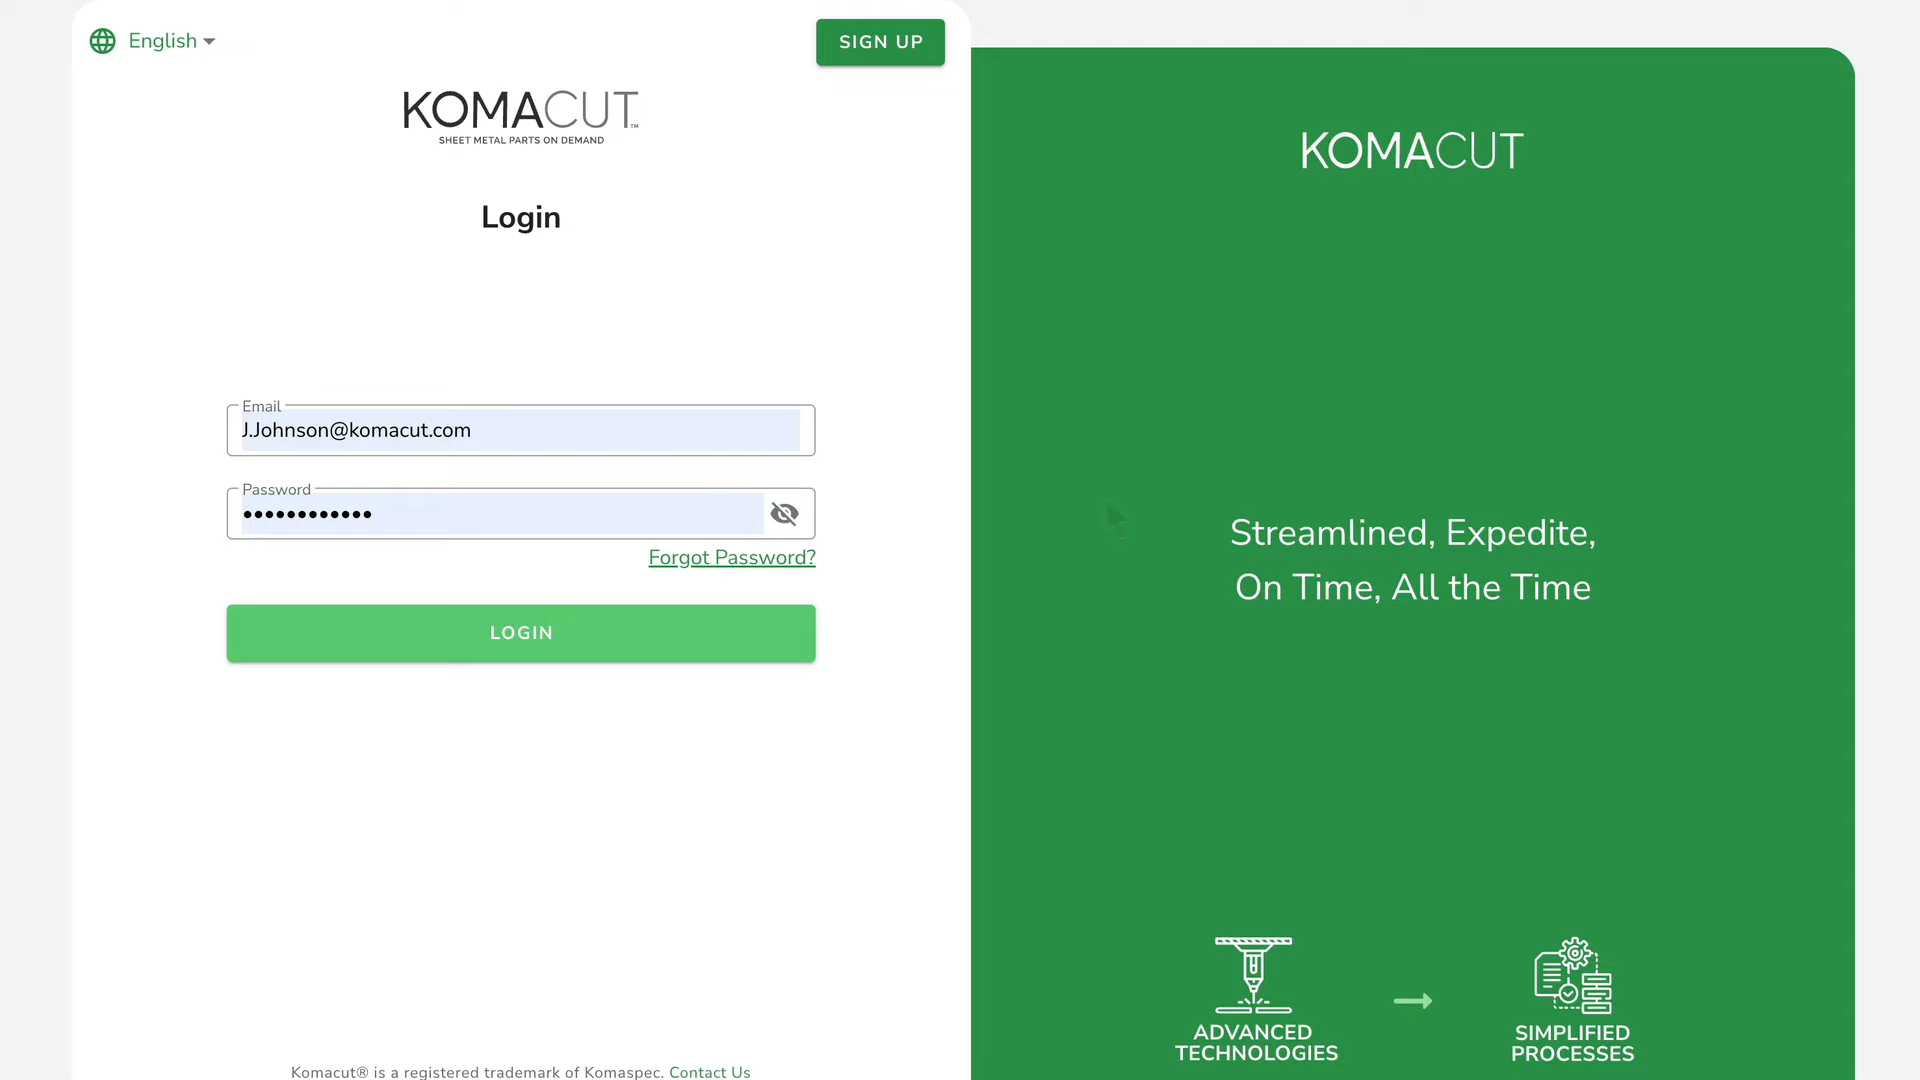 English
SIGN UP
KOMACUT™
SHEET METAL PARTS ON DEMAND
Login
Email
J.Johnson@komacut.com
Password
••••••••••••
Forgot Password?
LOGIN
Komacut® is a registered trademark of Komaspec. Contact Us
KOMACUT
Streamlined, Expedite,
On Time, All the Time
ADVANCED
TECHNOLOGIES
SIMPLIFIED
PROCESSES